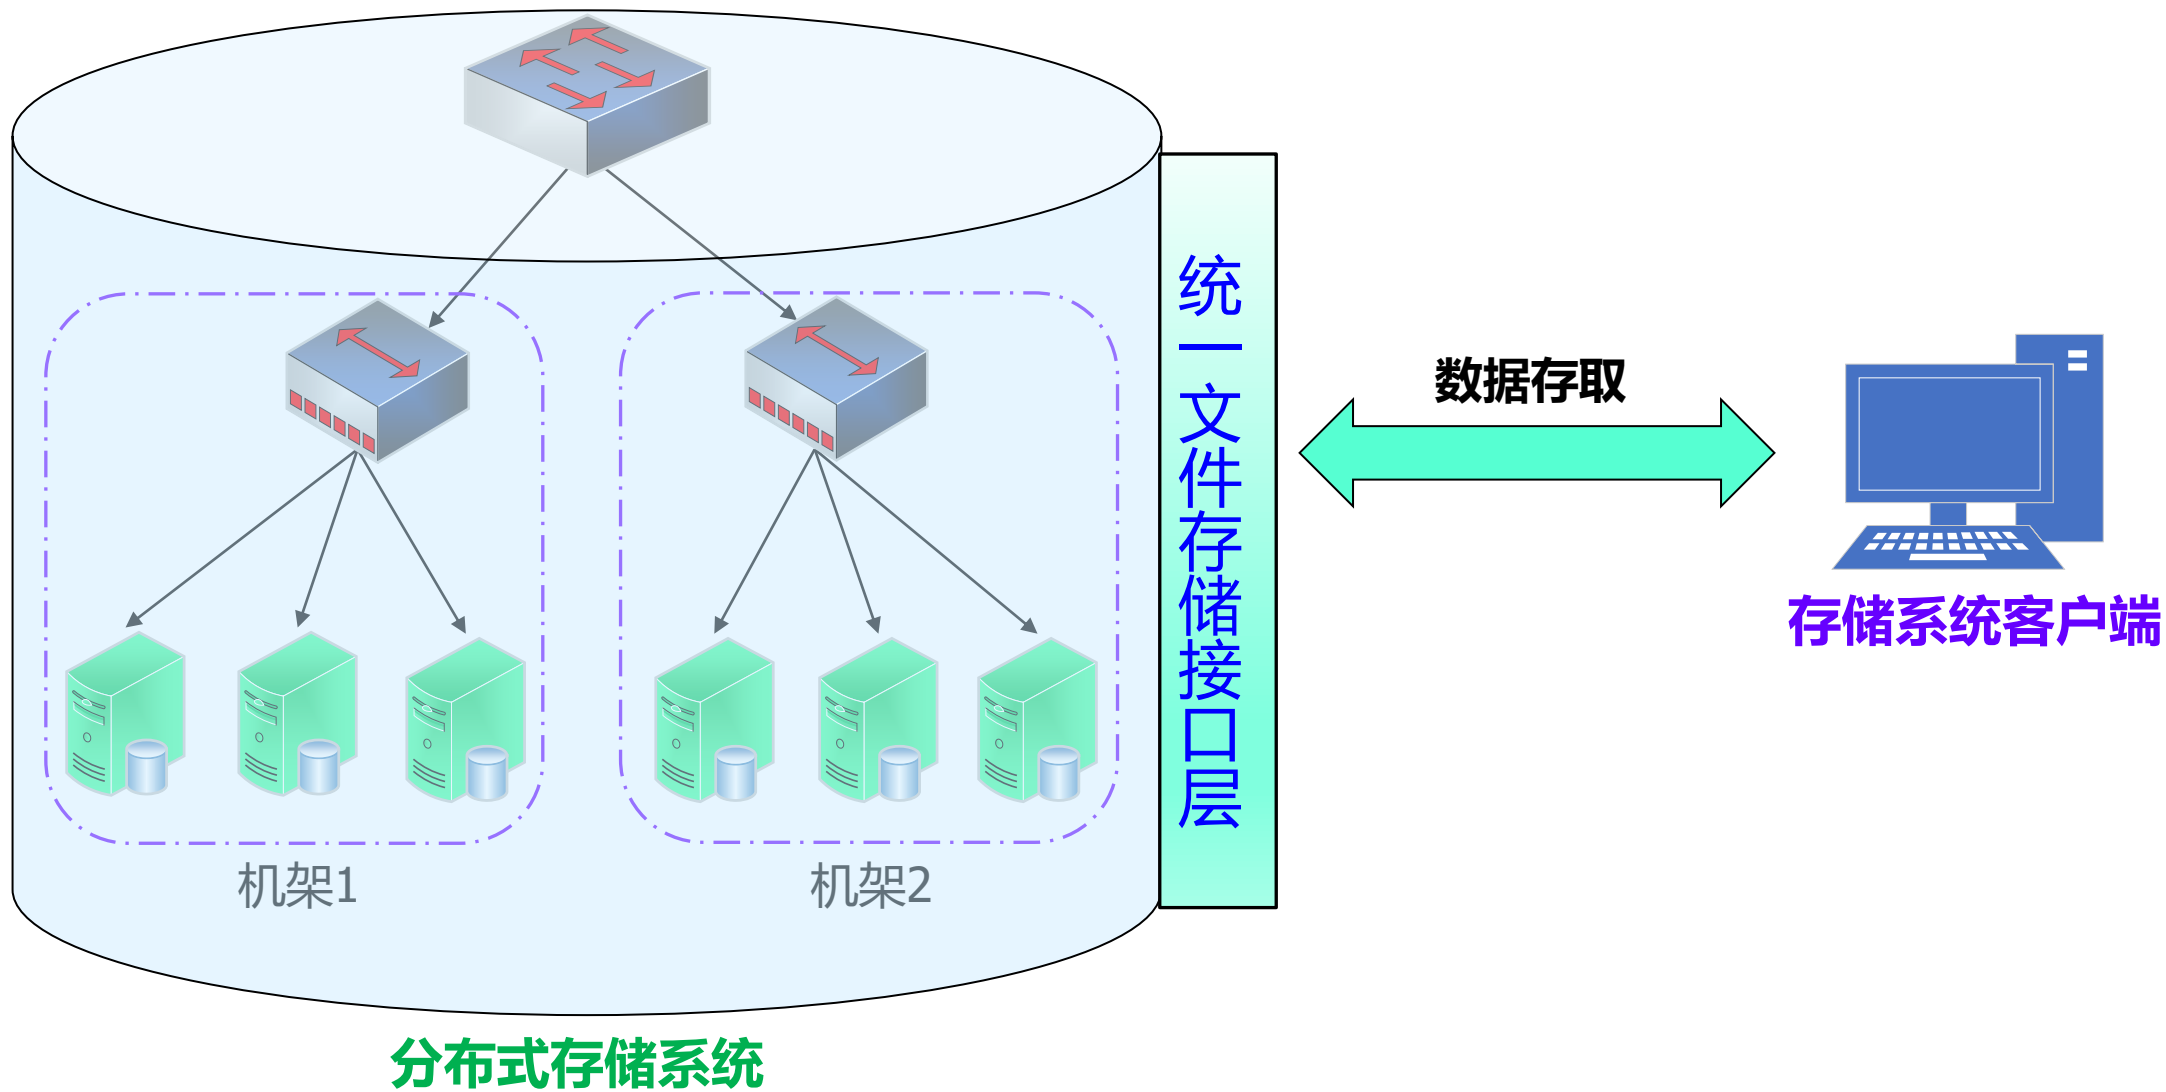 统一文件存储接口层
数据存取
存储系统客户端
机架1
机架2
分布式存储系统